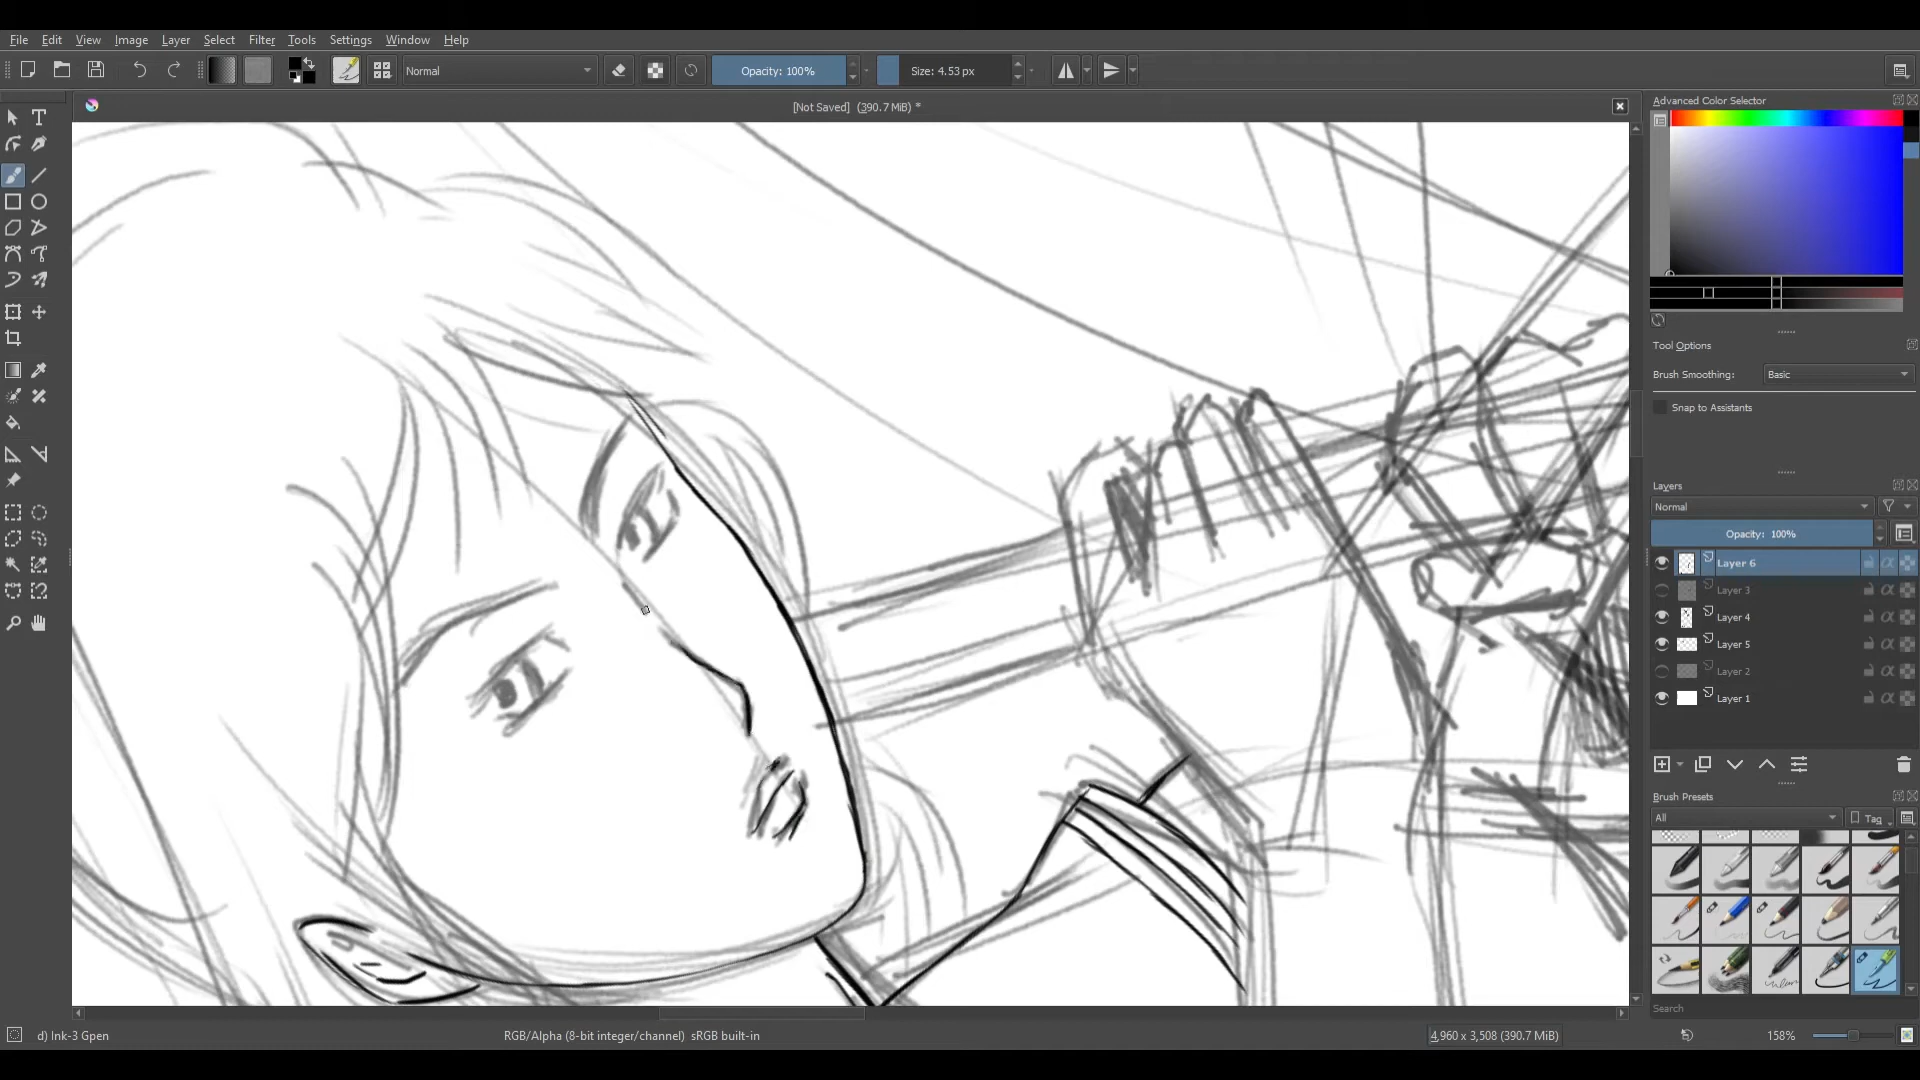 File Edit View Image Layer Select Filter Tools Settings Window Help
Normal Opacity: 100% Size: 4.53 px
[Not Saved] (390.7 MiB) *
Advanced Color Selector
Tool Options
Brush Smoothing: Basic
Snap to Assistants
Layers
Normal
Opacity: 100%
Layer 6
Layer 3
Layer 4
Layer 5
Layer 2
Layer 1
Brush Presets
All Tag
Search
d) Ink-3 Gpen RGB/Alpha (8-bit integer/channel) sRGB built-in 4,960 x 3,508 (390.7 MiB) 158%